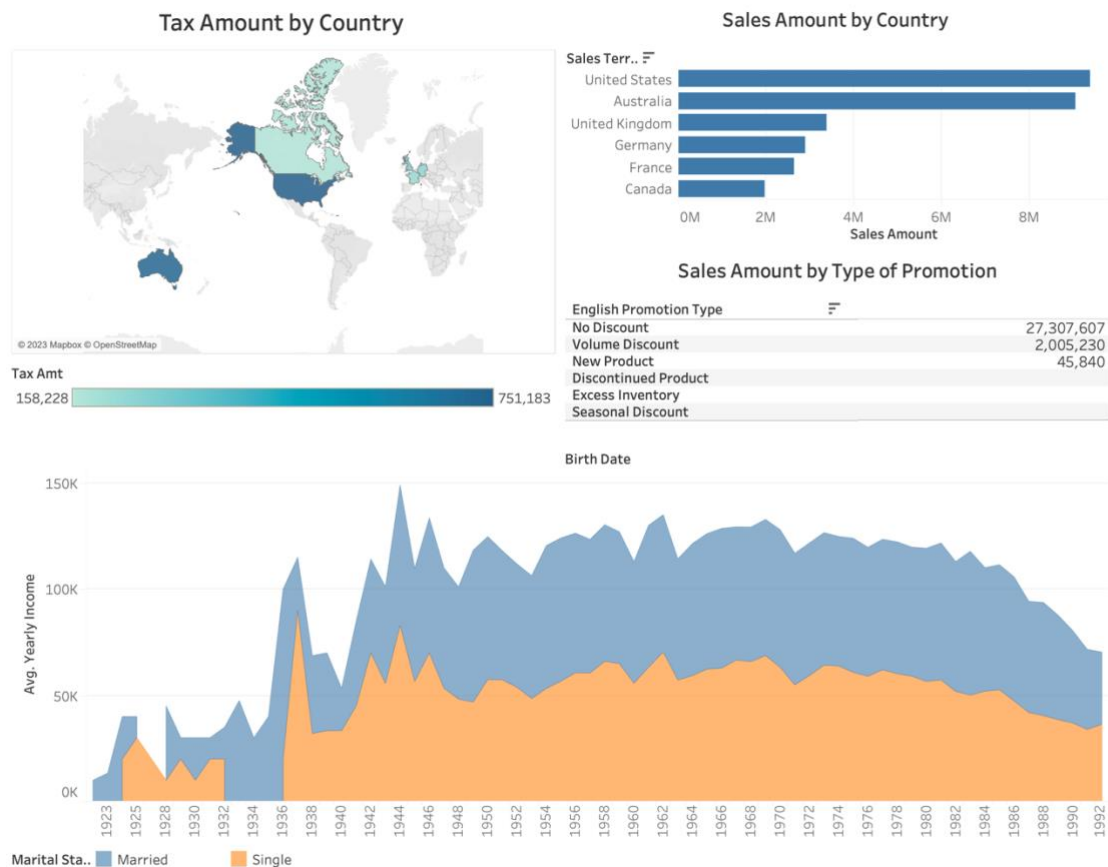 Tax Amount by Country
© 2023 Mapbox © OpenStreetMap
Tax Amt
158,228 751,183
Sales Amount by Country
Sales Terr..
United States
Australia
United Kingdom
Germany
France
Canada
0M 2M 4M 6M 8M
Sales Amount
Sales Amount by Type of Promotion
English Promotion Type
No Discount 27,307,607
Volume Discount 2,005,230
New Product 45,840
Discontinued Product
Excess Inventory
Seasonal Discount
Birth Date
150K
100K
50K
0K
Avg. Yearly Income
1923 1925 1928 1930 1932 1934 1936 1938 1940 1942 1944 1946 1948 1950 1952 1954 1956 1958 1960 1962 1964 1966 1968 1970 1972 1974 1976 1978 1980 1982 1984 1986 1988 1990 1992
Marital Sta.. Married Single